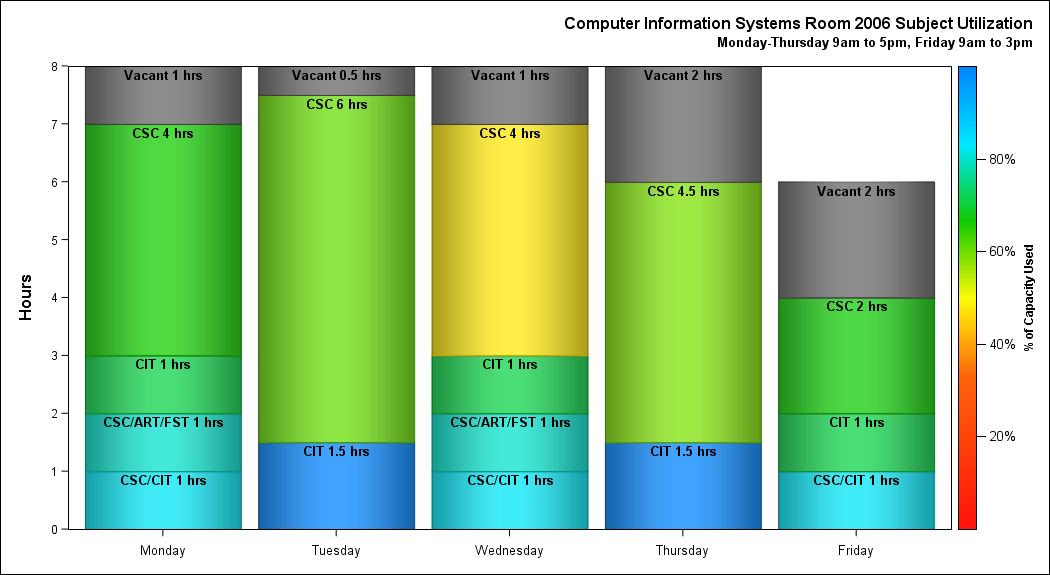 Computer Information Systems Room 2006 Subject Utilization
Monday-Thursday 9am to 5pm, Friday 9am to 3pm
Hours
8
7
6
5
4
3
2
1
0
Vacant 1 hrs
CSC 4 hrs
CIT 1 hrs
CSC/ART/FST 1 hrs
CSC/CIT 1 hrs
Vacant 0.5 hrs
CSC 6 hrs
CIT 1.5 hrs
Vacant 1 hrs
CSC 4 hrs
CIT 1 hrs
CSC/ART/FST 1 hrs
CSC/CIT 1 hrs
Vacant 2 hrs
CSC 4.5 hrs
CIT 1.5 hrs
Vacant 2 hrs
CSC 2 hrs
CIT 1 hrs
CSC/CIT 1 hrs
Monday
Tuesday
Wednesday
Thursday
Friday
80%
60%
40%
20%
% of Capacity Used